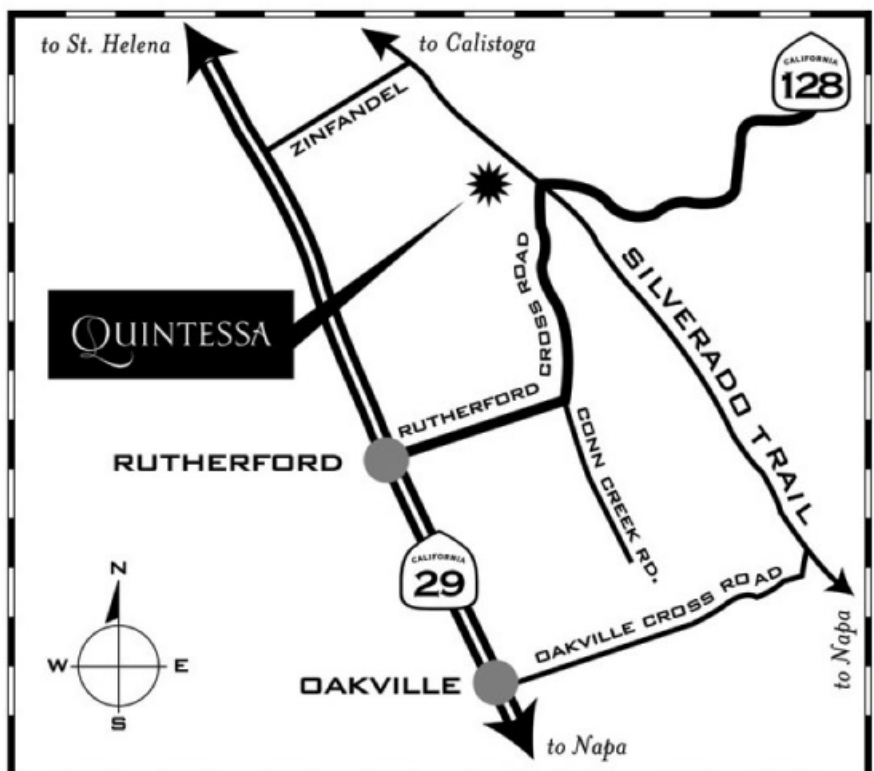 to St. Helena
to Calistoga
CALIFORNIA
128
ZINFANDEL
SILVERADO TRAIL
QUINTESSA
RUTHERFORD CROSS ROAD
RUTHERFORD
CONN CREEK RD.
CALIFORNIA
29
N
W
E
S
OAKVILLE CROSS ROAD
OAKVILLE
to Napa
to Napa